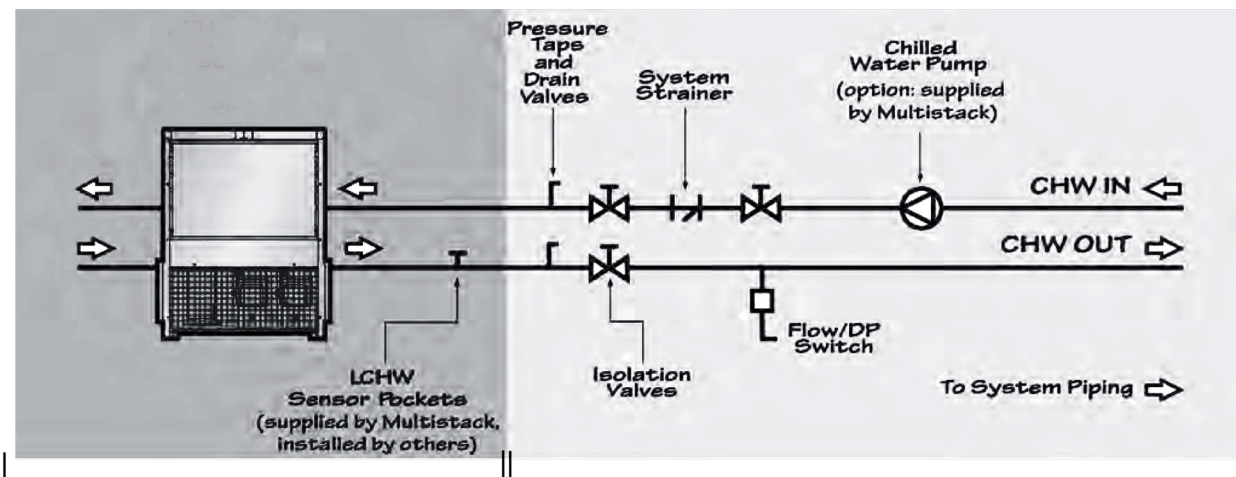 Pressure
Taps
and
Drain
Valves
System
Strainer
Chilled
Water Pump
(option: supplied
by Multistack)
CHW IN
CHW OUT
Flow/DP
Switch
LCHW
Sensor Pockets
(supplied by Multistack,
installed by others)
Isolation
Valves
To System Piping